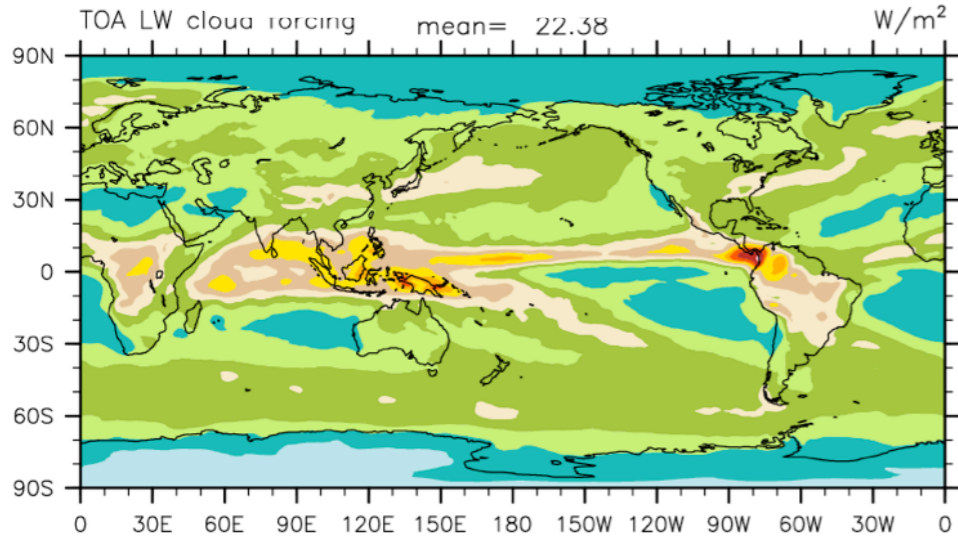 TOA LW cloud forcing mean= 22.38 W/m²
90N
60N
30N
0
30S
60S
90S
0 30E 60E 90E 120E 150E 180 150W 120W 90W 60W 30W 0